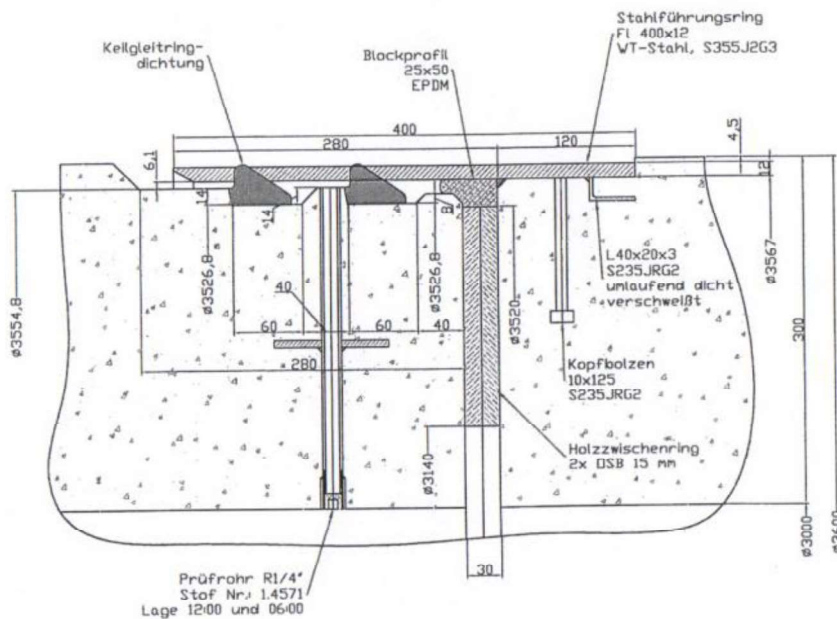 Keilgleitring-
dichtung
Blockprofil
25x50
EPDM
Stahlführungsring
Fl 400x12
WT-Stahl, S355J2G3
400
280
120
4,5
12
6,1
14
14
8
ø3554,8
ø3526,8
ø3526,8
ø3520
ø3567
40
60
60
40
280
L40x20x3
S235JRG2
umlaufend dicht
verschweißt
300
Kopfbolzen
10x125
S235JRG2
ø3140
Holzzwischenring
2x OSB 15 mm
ø3000
ø3600
30
Prüfrohr R1/4"
Stof Nr.: 1.4571
Lage 12:00 und 06:00